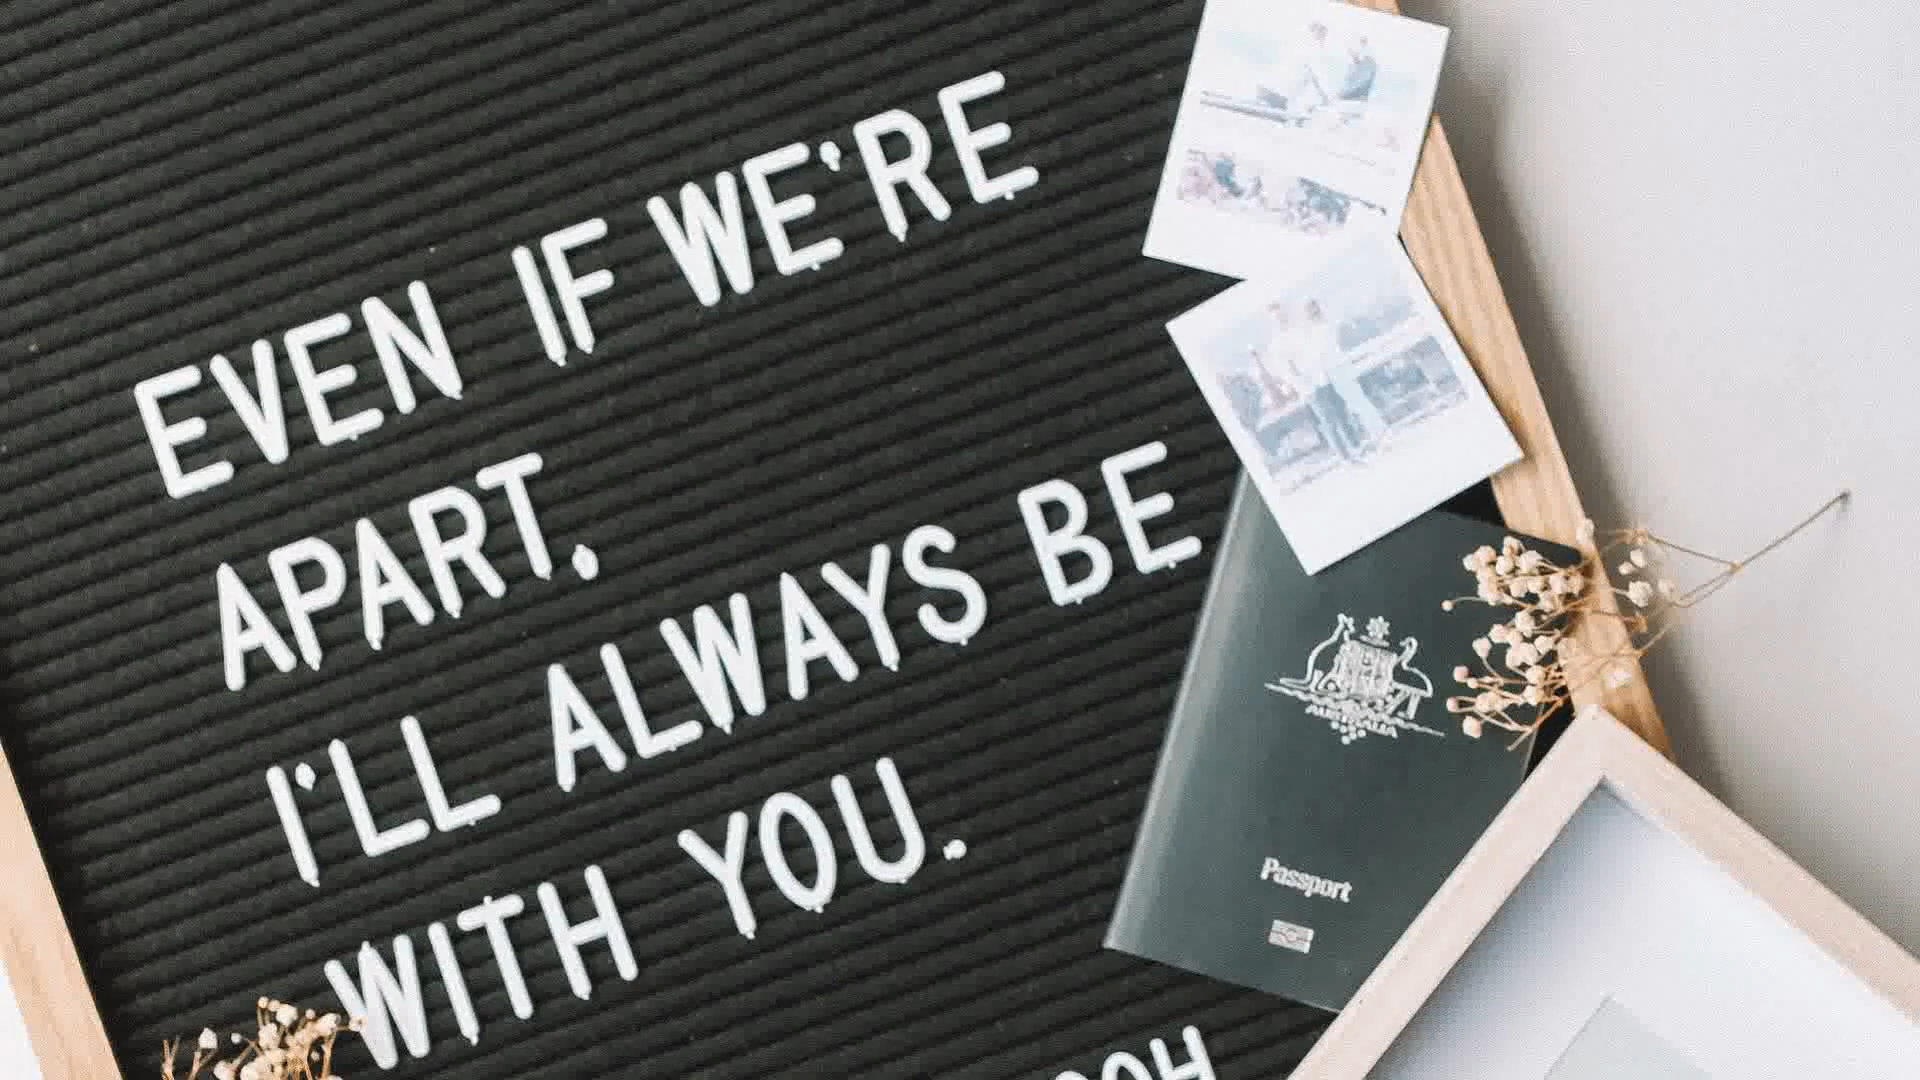 EVEN IF WE'RE
APART,
I'LL ALWAYS BE
WITH YOU.
AUSTRALIA
Passport